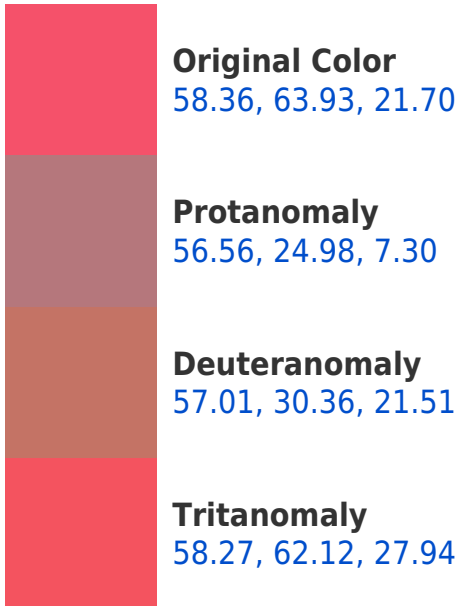 Original Color
58.36, 63.93, 21.70
Protanomaly
56.56, 24.98, 7.30
Deuteranomaly
57.01, 30.36, 21.51
Tritanomaly
58.27, 62.12, 27.94